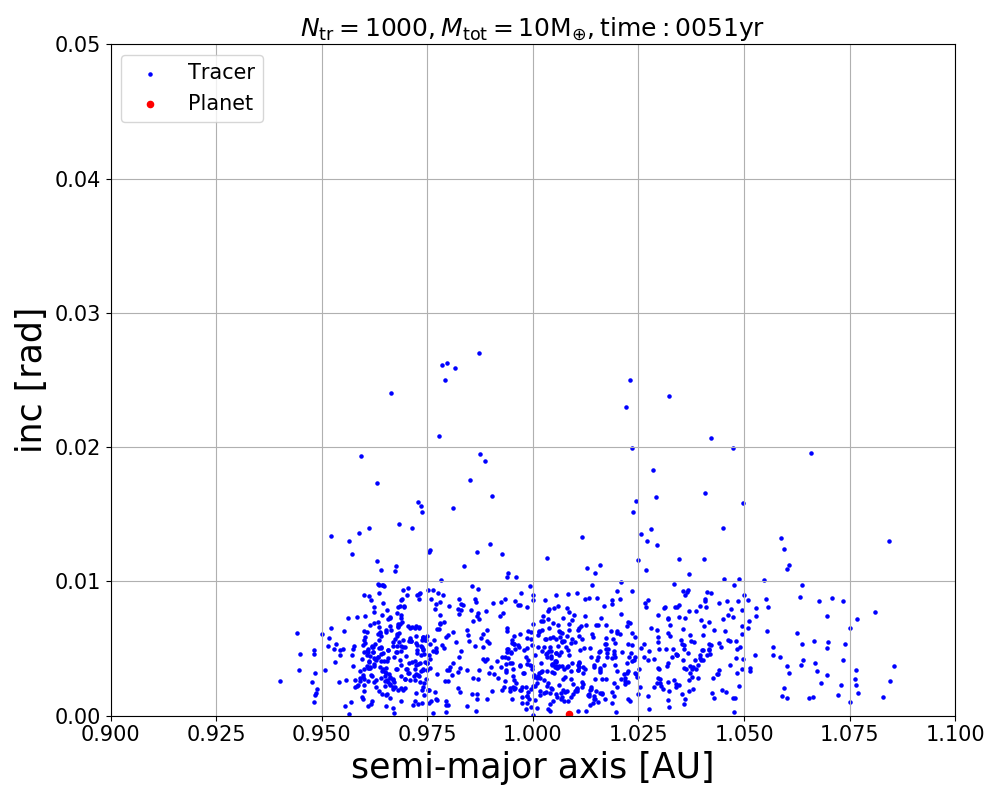 N_tr = 1000, M_tot = 10M_⊕, time : 0051yr
0.05
Tracer
Planet
0.04
0.03
inc [rad]
0.02
0.01
0.00
0.900 0.925 0.950 0.975 1.000 1.025 1.050 1.075 1.100
semi-major axis [AU]